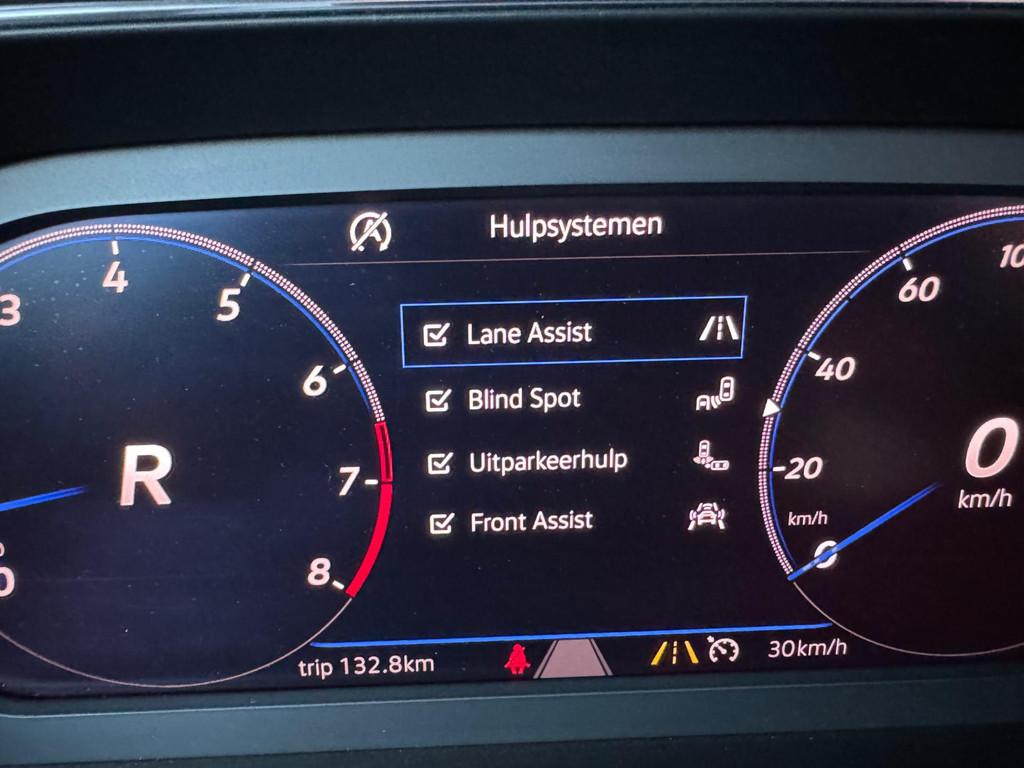 Hulpsystemen
3
4
5
6
7
8
R
Lane Assist
Blind Spot
Uitparkeerhulp
Front Assist
60
40
20
km/h
0
0
km/h
trip 132.8km
30km/h